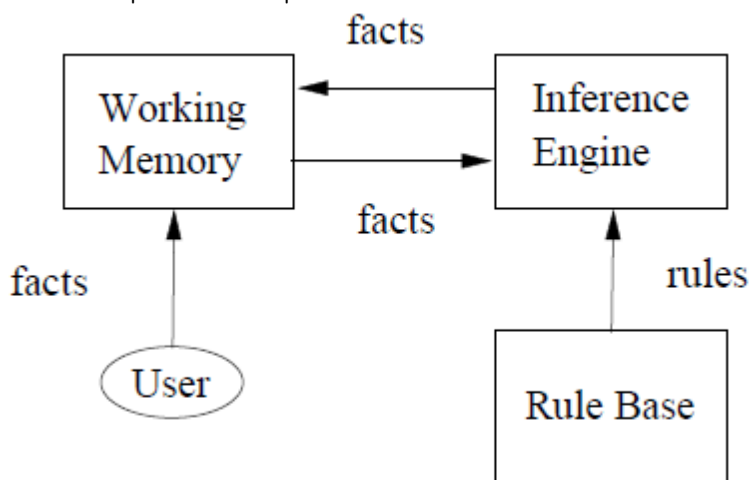 facts
Working
Memory
Inference
Engine
facts
facts
rules
User
Rule Base